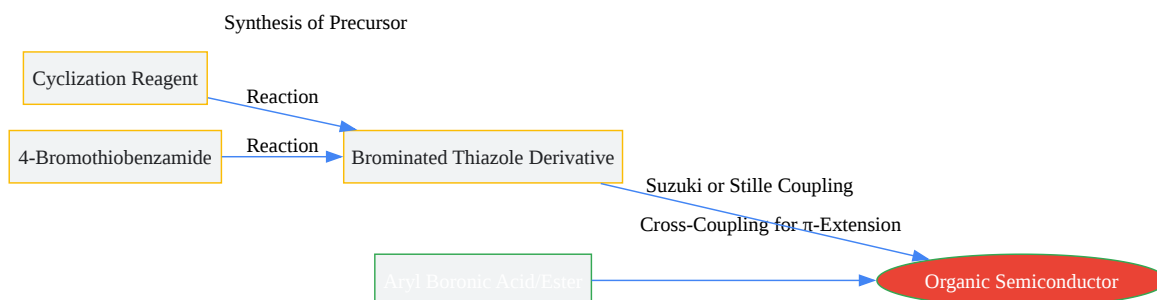 Synthesis of Precursor
Cyclization Reagent
Reaction
4-Bromothiobenzamide
Reaction
Brominated Thiazole Derivative
Suzuki or Stille Coupling
Cross-Coupling for π-Extension
Aryl Boronic Acid/Ester
Organic Semiconductor